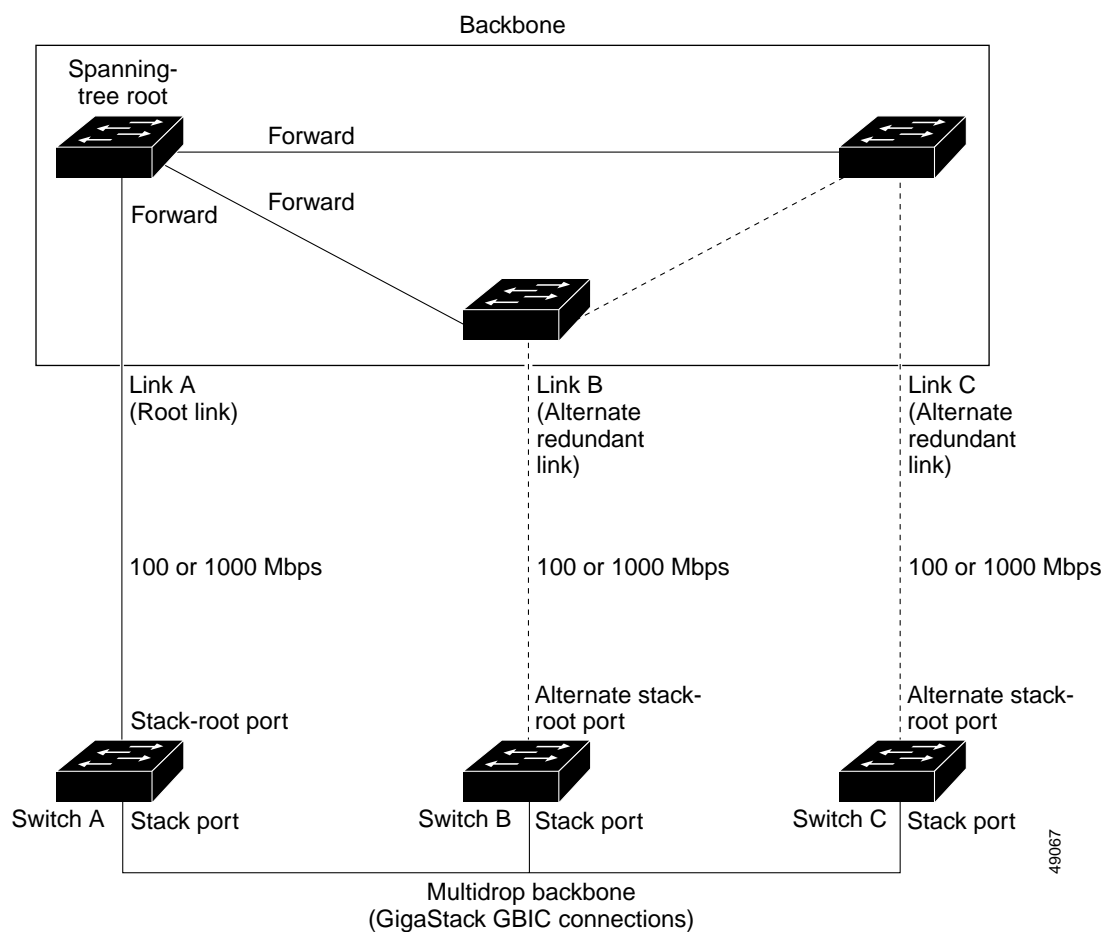 Backbone
Spanning-
tree root
Forward
Forward
Forward
Link A
(Root link)
Link B
(Alternate
redundant
link)
Link C
(Alternate
redundant
link)
100 or 1000 Mbps
100 or 1000 Mbps
100 or 1000 Mbps
Stack-root port
Alternate stack-
root port
Alternate stack-
root port
Switch A
Stack port
Switch B
Stack port
Switch C
Stack port
49067
Multidrop backbone
(GigaStack GBIC connections)